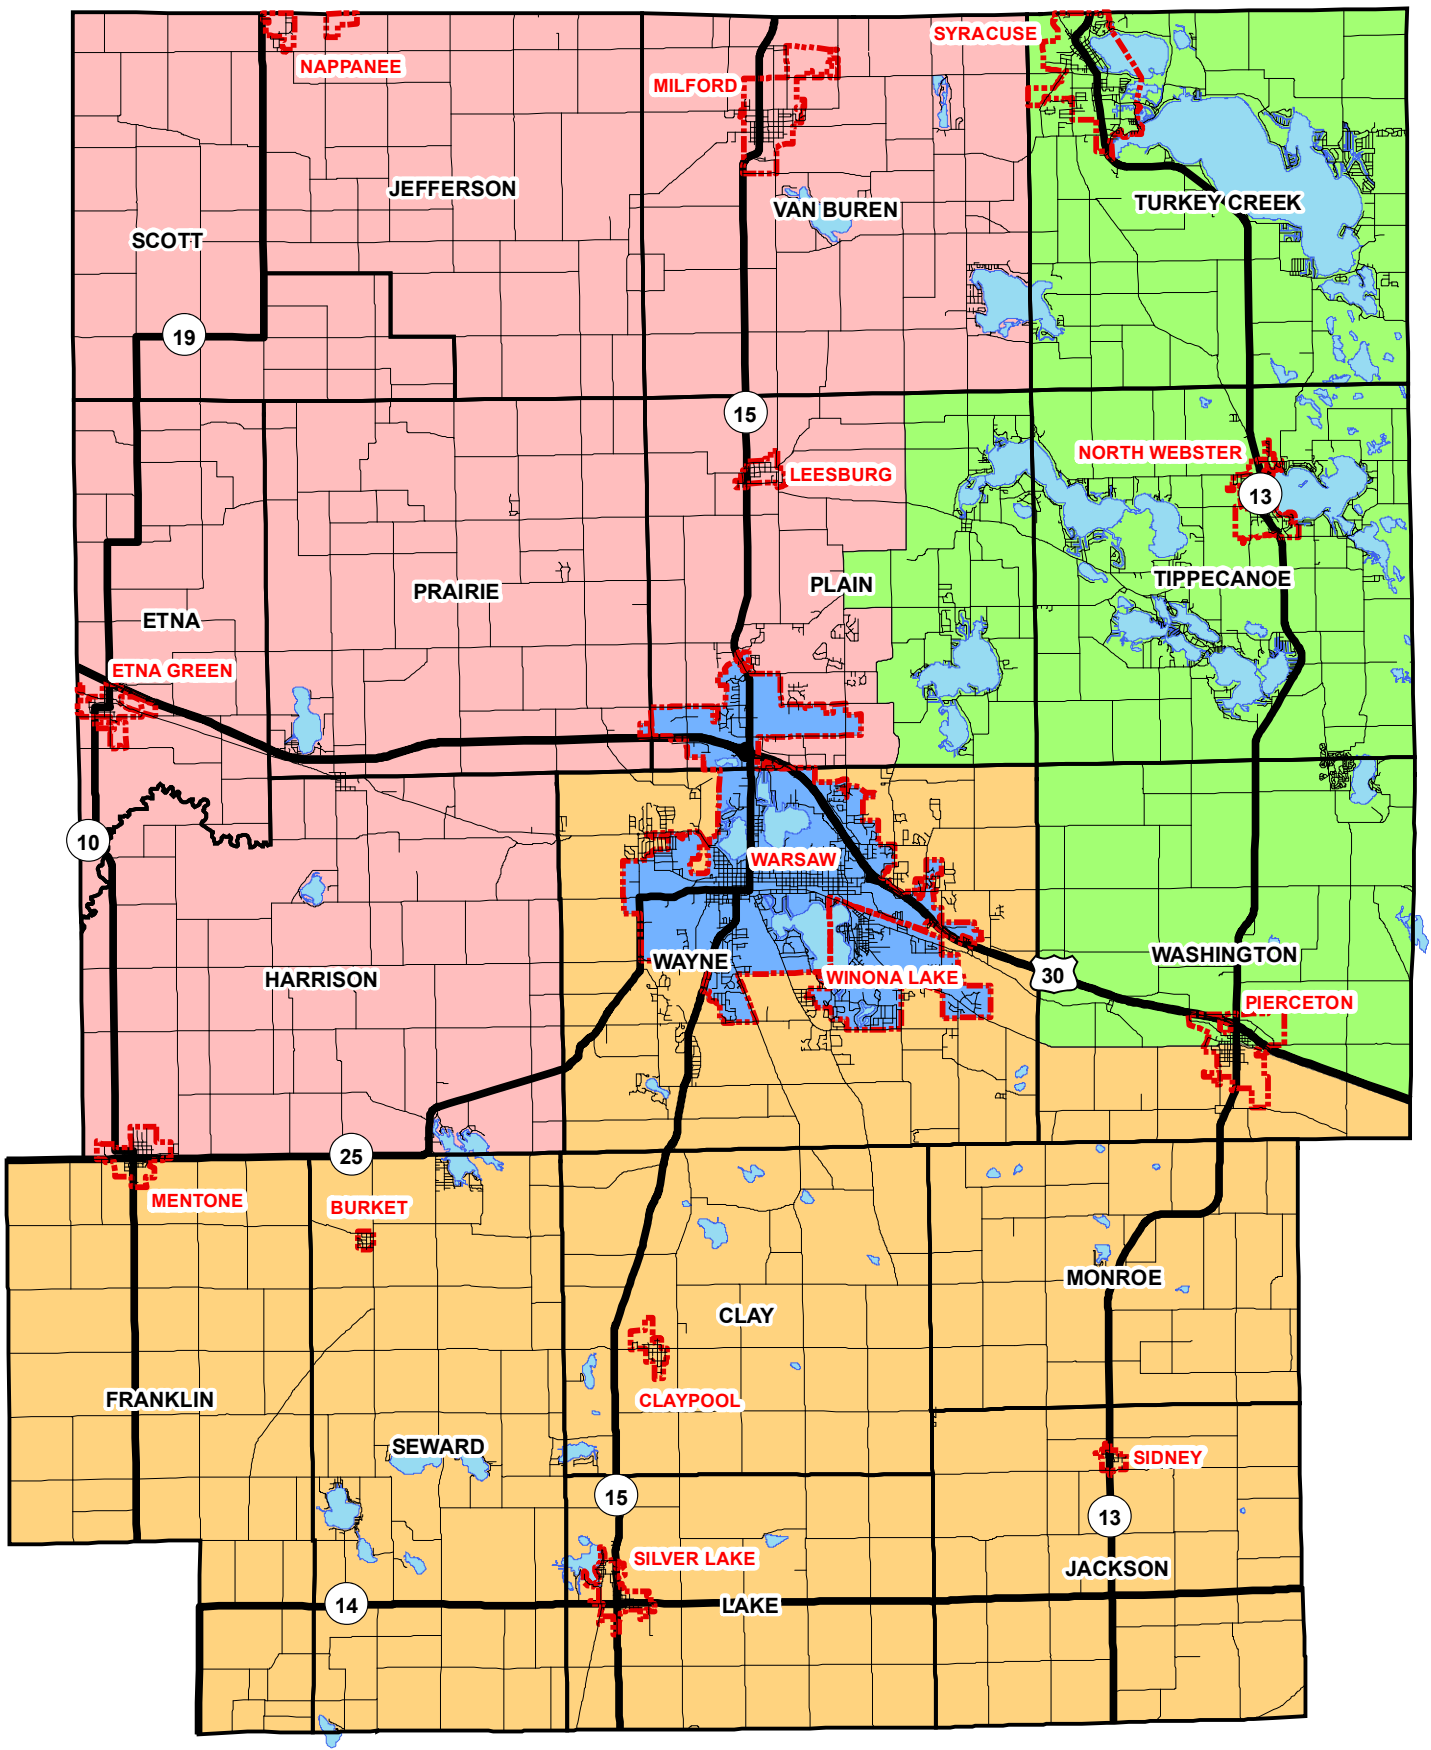 SYRACUSE
NAPPANEE
MILFORD
JEFFERSON
TURKEY CREEK
VAN BUREN
SCOTT
19
15
NORTH WEBSTER
LEESBURG
13
TIPPECANOE
PLAIN
PRAIRIE
ETNA
ETNA GREEN
10
WARSAW
WASHINGTON
WAYNE
30
WINONA LAKE
HARRISON
PIERCETON
25
MENTONE
BURKET
MONROE
CLAY
FRANKLIN
CLAYPOOL
SEWARD
SIDNEY
15
13
SILVER LAKE
JACKSON
14
LAKE